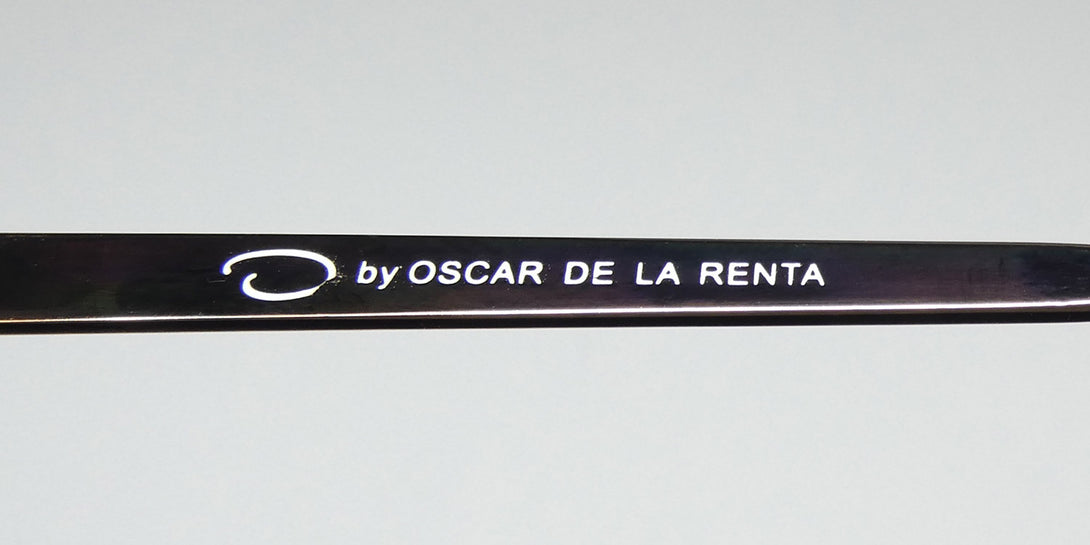 O by OSCAR DE LA RENTA